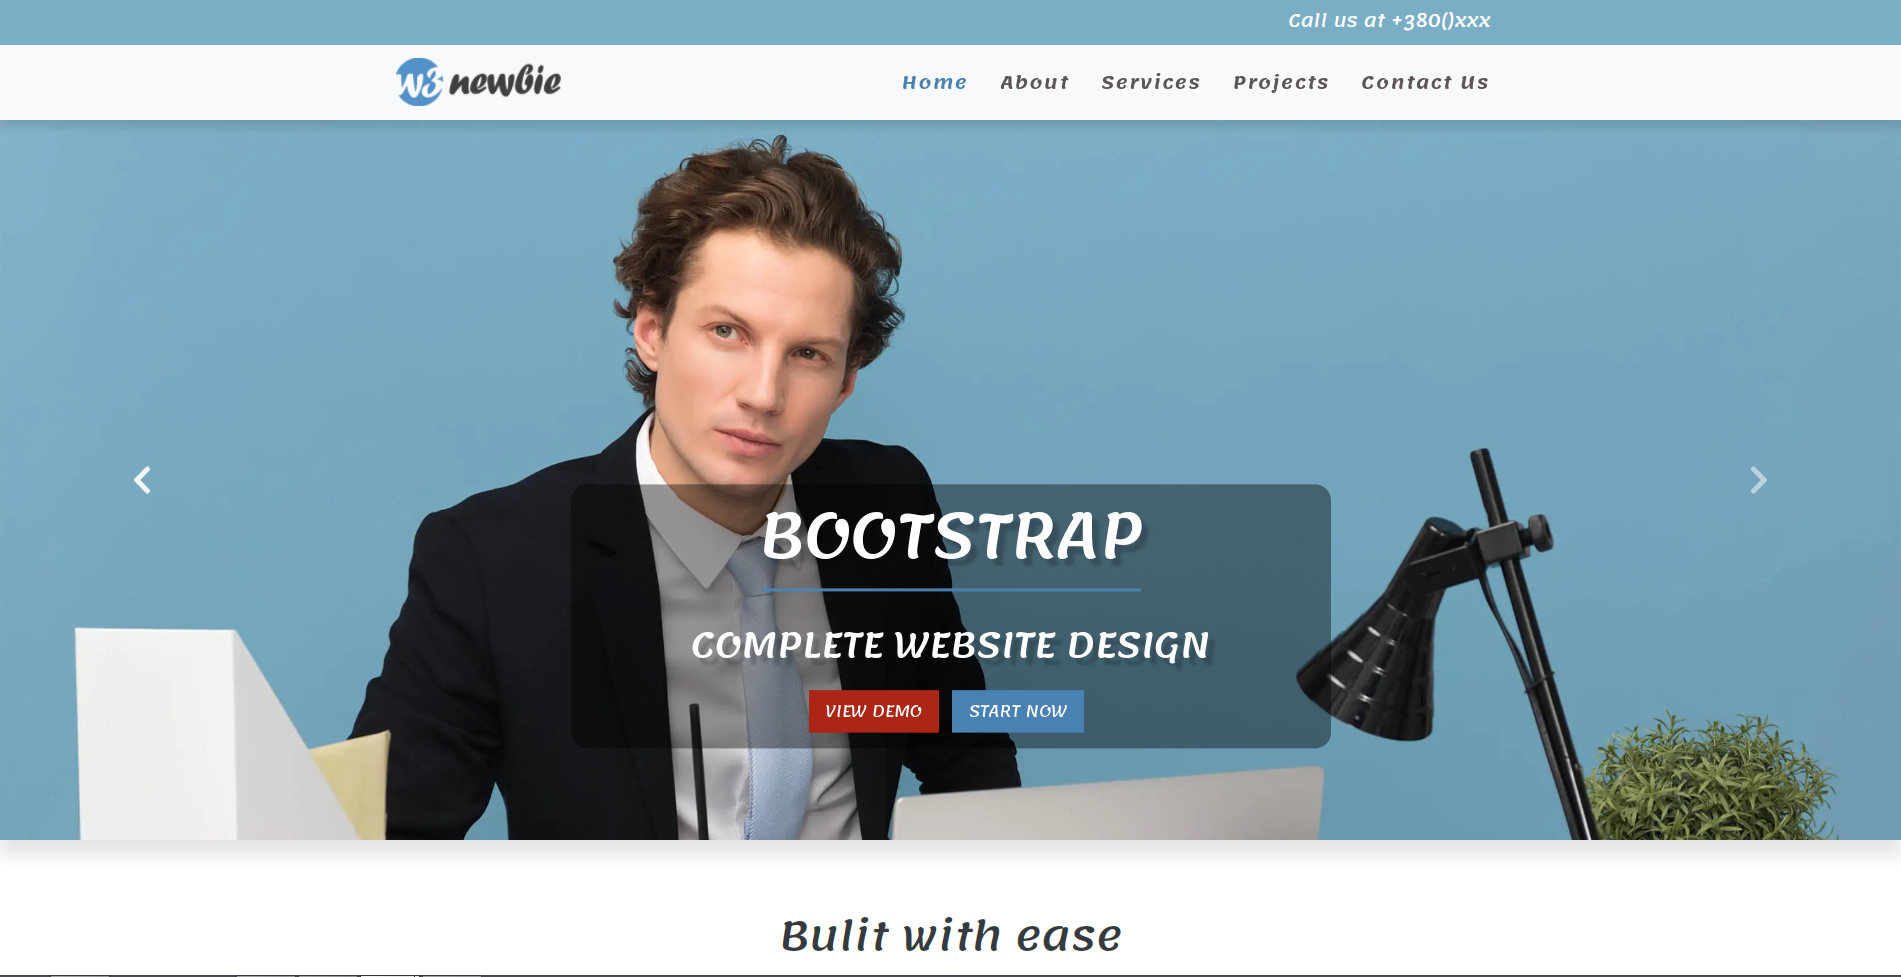 Call us at +380()xxx
w3 newbie
Home About Services Projects Contact Us
BOOTSTRAP
COMPLETE WEBSITE DESIGN
VIEW DEMO START NOW
Bulit with ease